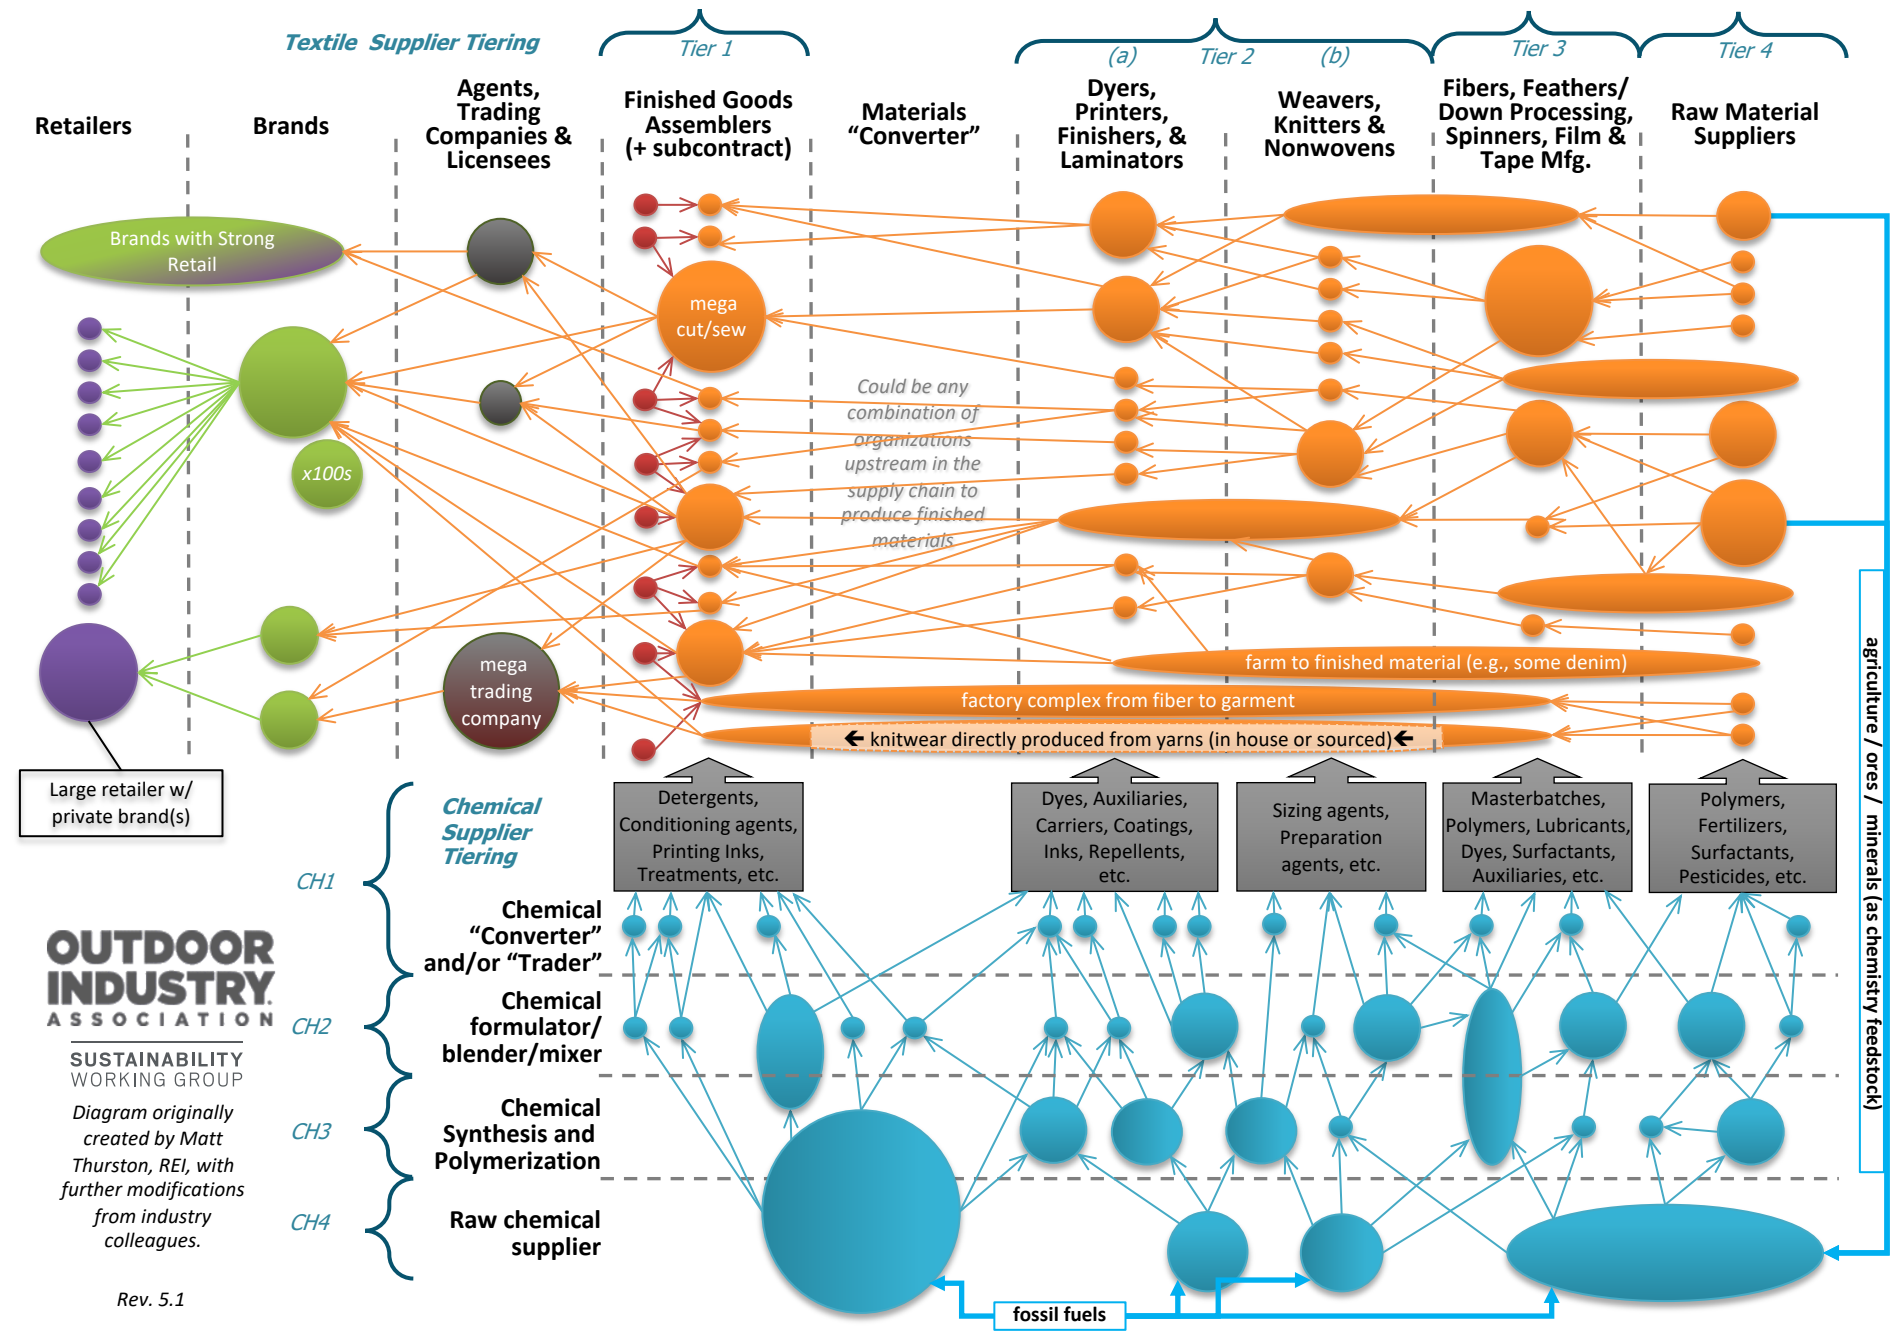 Textile Supplier Tiering
Tier 1
(a)
Tier 2
(b)
Tier 3
Tier 4
Retailers
Brands
Agents,
Trading
Companies &
Licensees
Finished Goods
Assemblers
(+ subcontract)
Materials
“Converter”
Dyers,
Printers,
Finishers, &
Laminators
Weavers,
Knitters &
Nonwovens
Fibers, Feathers/
Down Processing,
Spinners, Film &
Tape Mfg.
Raw Material
Suppliers
Brands with Strong
Retail
mega
cut/sew
x100s
Could be any
combination of
organizations
upstream in the
supply chain to
produce finished
materials
mega
trading
company
farm to finished material (e.g., some denim)
factory complex from fiber to garment
knitwear directly produced from yarns (in house or sourced)
Large retailer w/
private brand(s)
agriculture / ores / minerals (as chemistry feedstock)
Chemical
Supplier
Tiering
Detergents,
Conditioning agents,
Printing Inks,
Treatments, etc.
Dyes, Auxiliaries,
Carriers, Coatings,
Inks, Repellents,
etc.
Sizing agents,
Preparation
agents, etc.
Masterbatches,
Polymers, Lubricants,
Dyes, Surfactants,
Auxiliaries, etc.
Polymers,
Fertilizers,
Surfactants,
Pesticides, etc.
CH1
Chemical
“Converter”
and/or “Trader”
CH2
Chemical
formulator/
blender/mixer
CH3
Chemical
Synthesis and
Polymerization
CH4
Raw chemical
supplier
fossil fuels
OUTDOOR
INDUSTRY
ASSOCIATION
SUSTAINABILITY
WORKING GROUP
Diagram originally
created by Matt
Thurston, REI, with
further modifications
from industry
colleagues.
Rev. 5.1